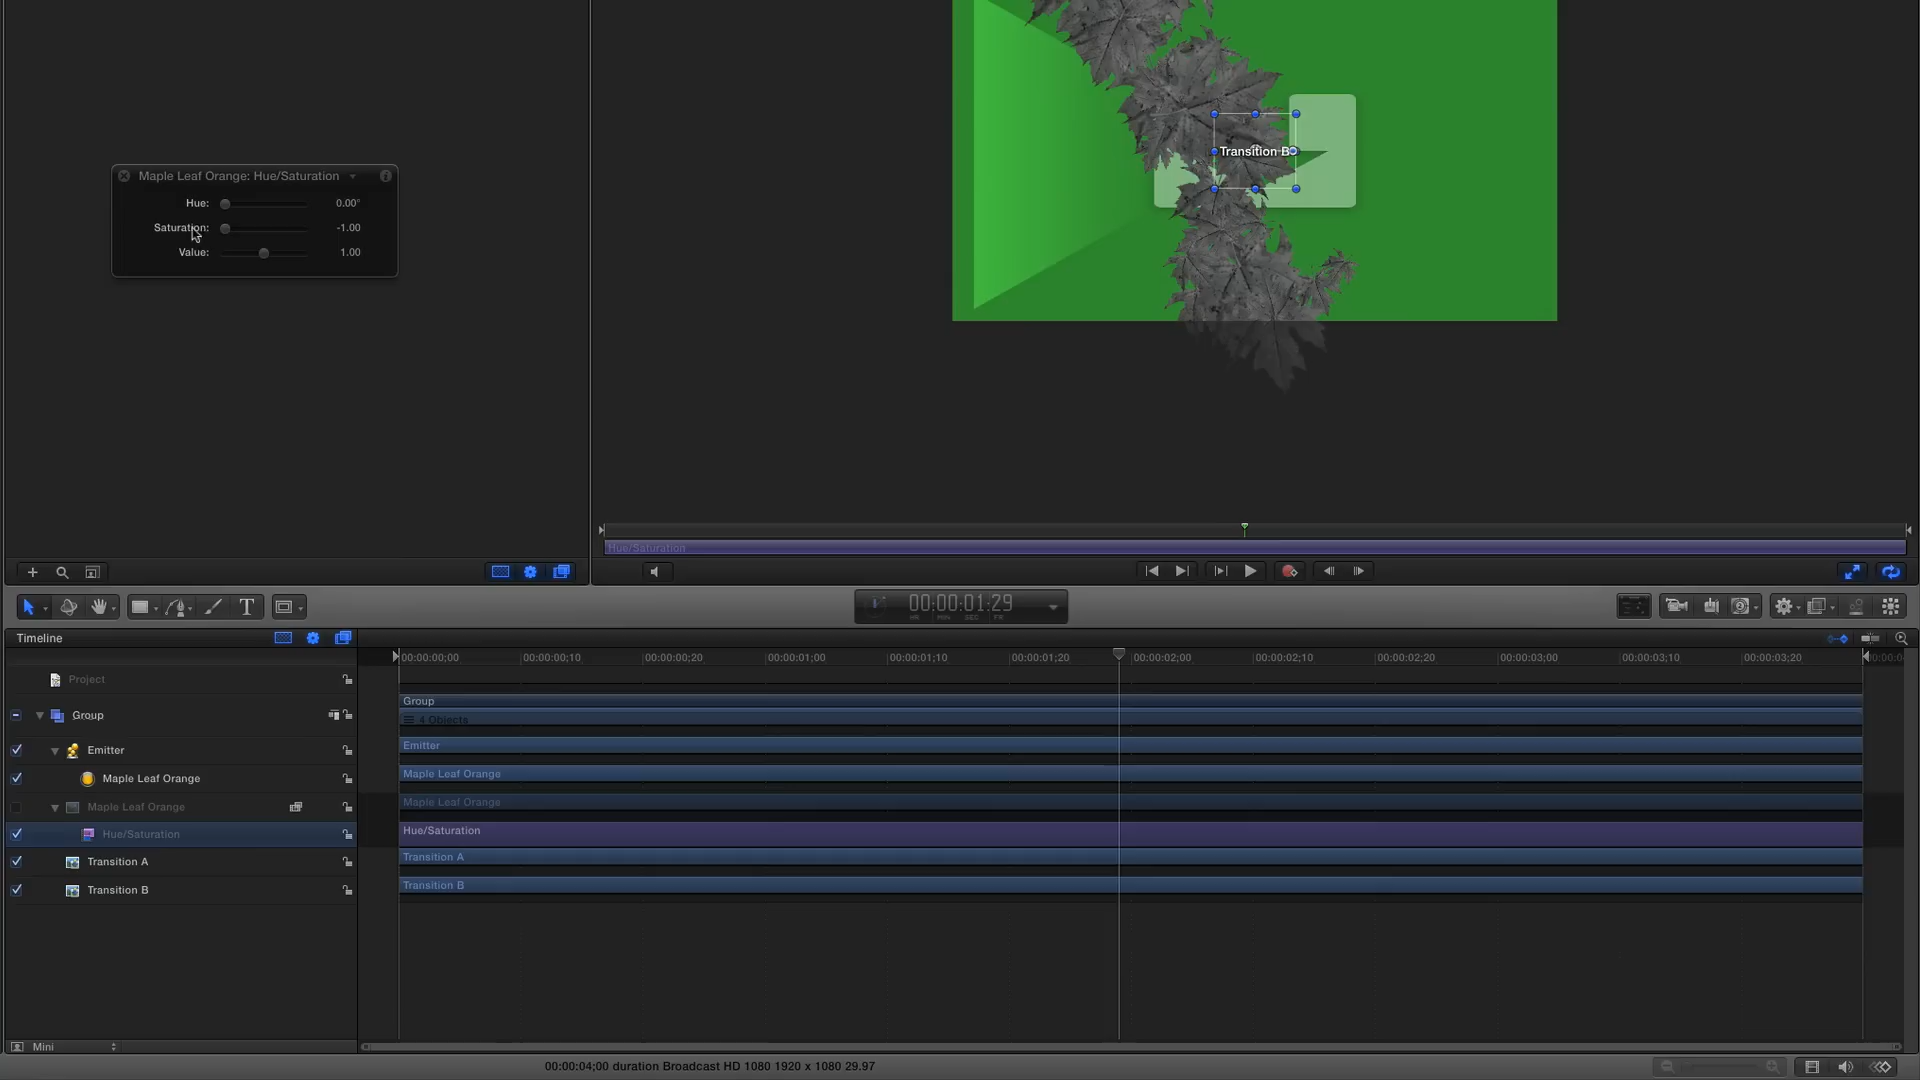 Transition B
Maple Leaf Orange: Hue/Saturation
Hue: 0.00°
Saturation: -1.00
Value: 1.00
Hue/Saturation
00:00:01:29
HR MIN SEC FR
Timeline
00:00:00;00 00:00:00;10 00:00:00;20 00:00:01;00 00:00:01;10 00:00:01;20 00:00:02;00 00:00:02;10 00:00:02;20 00:00:03;00 00:00:03;10 00:00:03;20
Project
Group
Group
4 Objects
Emitter
Emitter
Maple Leaf Orange
Maple Leaf Orange
Maple Leaf Orange
Maple Leaf Orange
Hue/Saturation
Hue/Saturation
Transition A
Transition A
Transition B
Transition B
Mini
00:00:04;00 duration Broadcast HD 1080 1920 x 1080 29.97